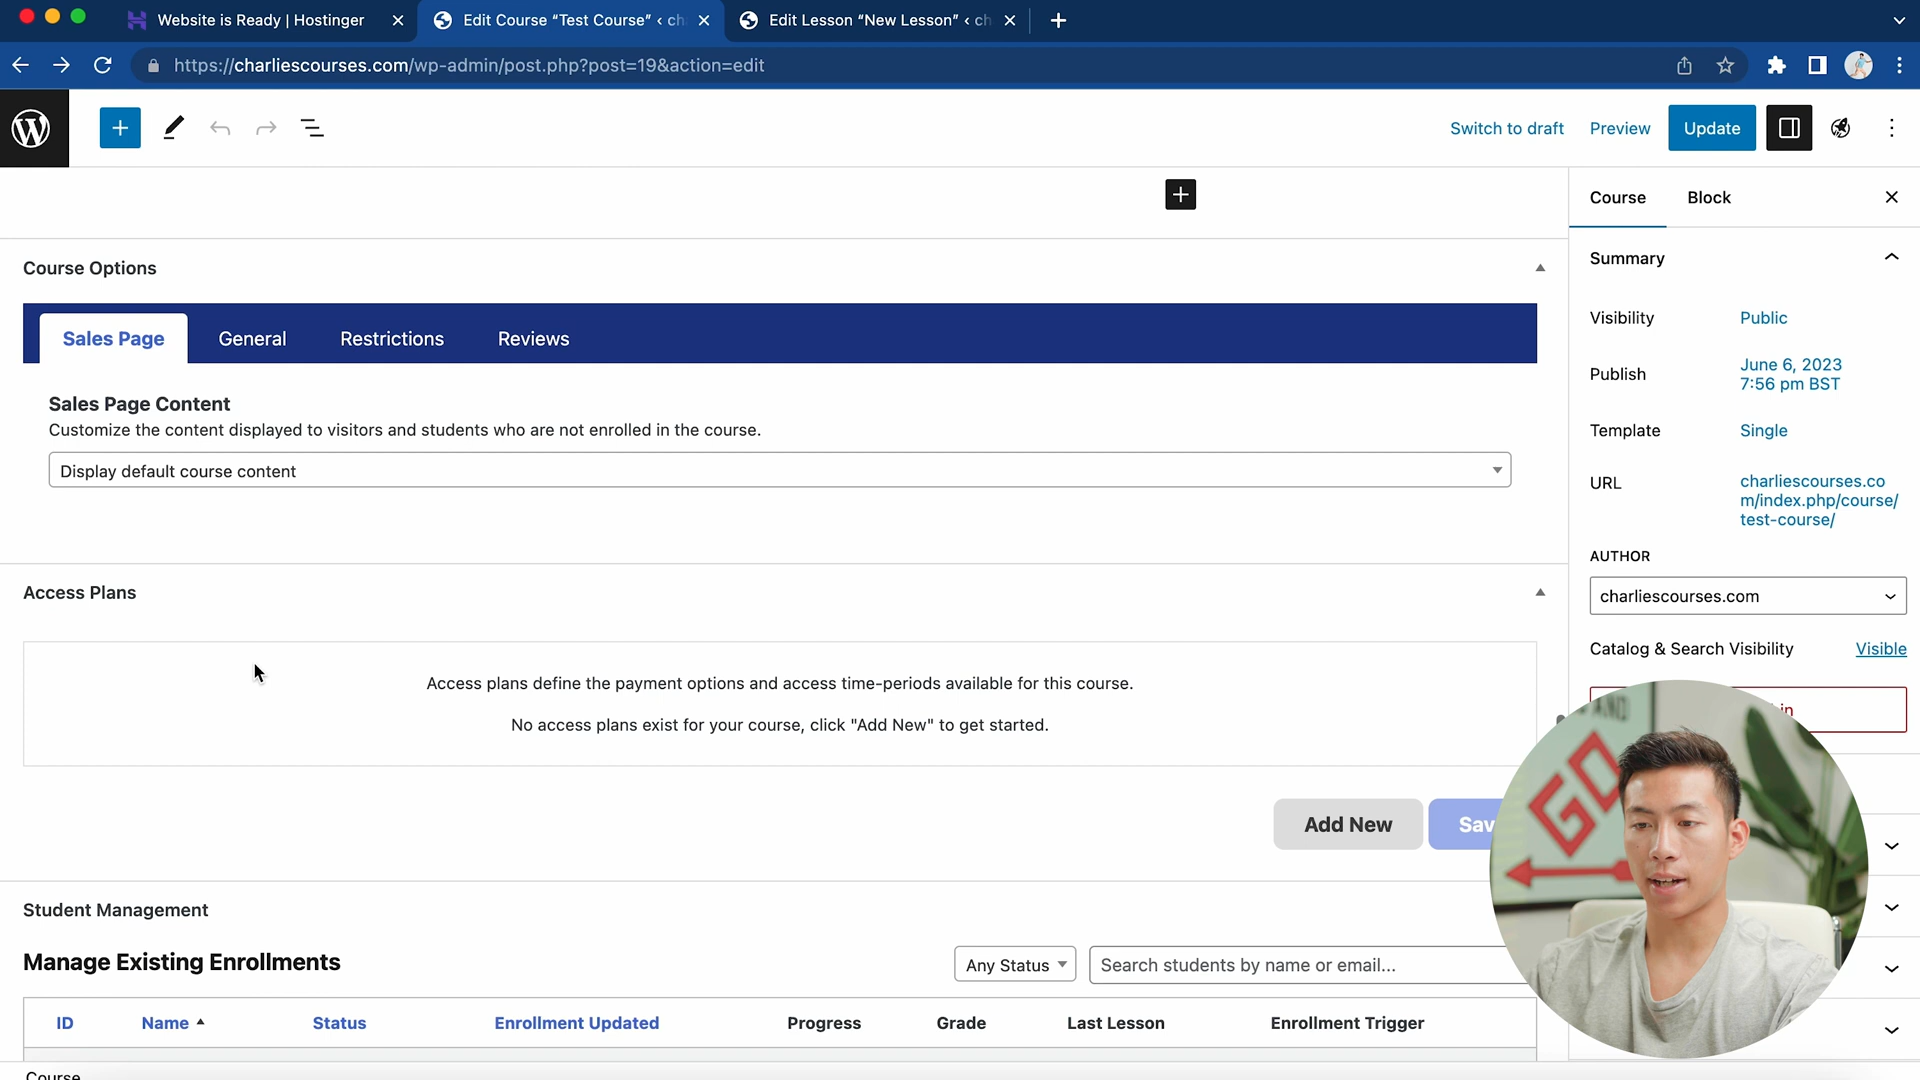 Website is Ready | Hostinger
Edit Course “Test Course” ‹ ch
Edit Lesson “New Lesson” ‹ ch
https://charliescourses.com/wp-admin/post.php?post=19&action=edit
Switch to draft
Preview
Update
Course
Block
Course Options
Summary
Sales Page
General
Restrictions
Reviews
Visibility
Public
Publish
June 6, 2023
7:56 pm BST
Sales Page Content
Customize the content displayed to visitors and students who are not enrolled in the course.
Display default course content
Template
Single
URL
charliescourses.co
m/index.php/course/
test-course/
AUTHOR
charliescourses.com
Catalog & Search Visibility
Visible
Access Plans
Access plans define the payment options and access time-periods available for this course.
No access plans exist for your course, click "Add New" to get started.
Add New
Sav
GO
AND
Student Management
Manage Existing Enrollments
Any Status
Search students by name or email...
ID
Name
Status
Enrollment Updated
Progress
Grade
Last Lesson
Enrollment Trigger
Course